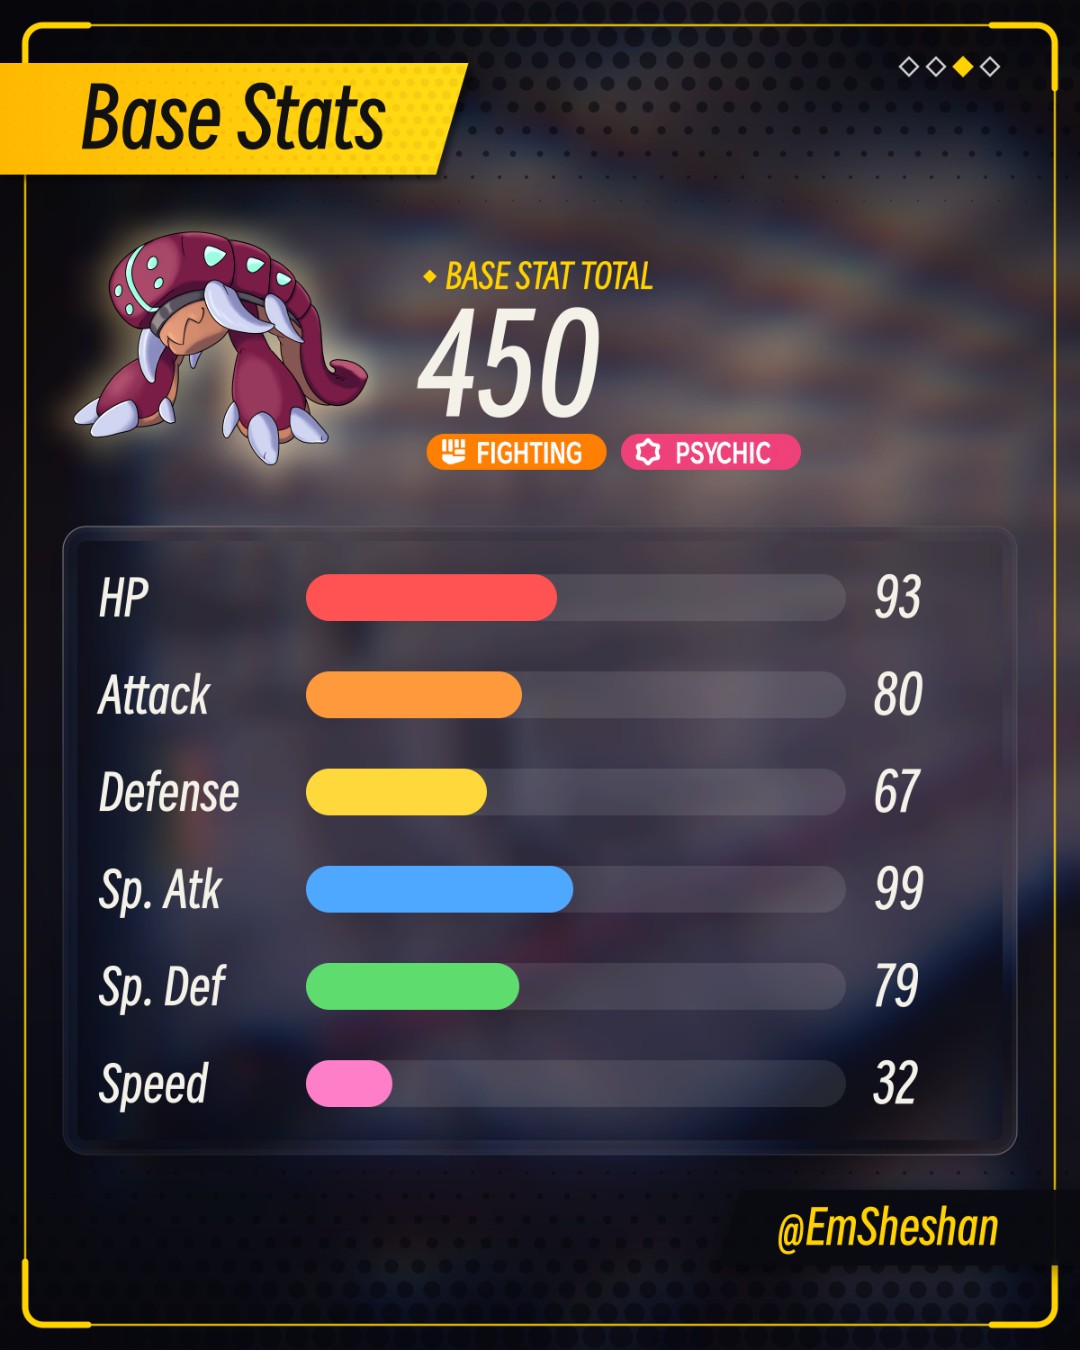 Base Stats
BASE STAT TOTAL
450
FIGHTING PSYCHIC
HP 93
Attack 80
Defense 67
Sp. Atk 99
Sp. Def 79
Speed 32
@EmSheshan